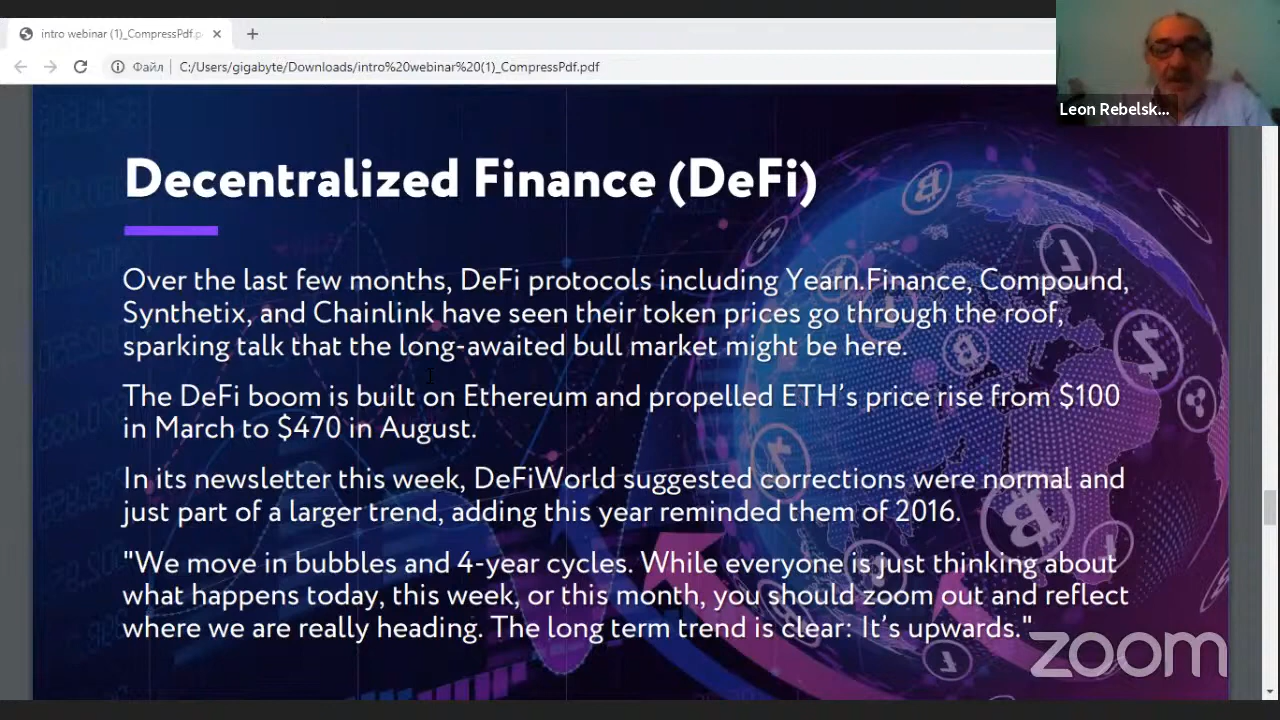 intro webinar (1)_CompressPdf.p
Файл
C:/Users/gigabyte/Downloads/intro%20webinar%20(1)_CompressPdf.pdf
Leon Rebelsk...
Decentralized Finance (DeFi)
Over the last few months, DeFi protocols including Yearn.Finance, Compound,
Synthetix, and Chainlink have seen their token prices go through the roof,
sparking talk that the long-awaited bull market might be here.
The DeFi boom is built on Ethereum and propelled ETH’s price rise from $100
in March to $470 in August.
In its newsletter this week, DeFiWorld suggested corrections were normal and
just part of a larger trend, adding this year reminded them of 2016.
"We move in bubbles and 4-year cycles. While everyone is just thinking about
what happens today, this week, or this month, you should zoom out and reflect
where we are really heading. The long term trend is clear: It’s upwards."
zoom